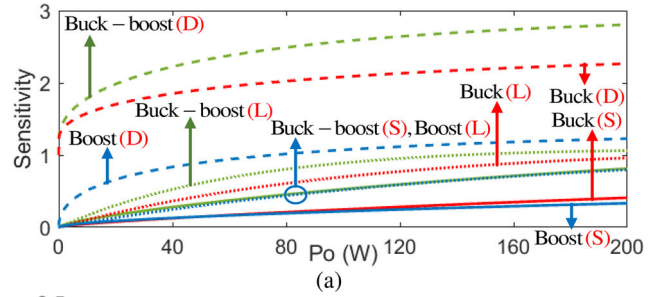 3
Buck – boost (D)
2
Buck – boost (L)
Buck (L)
Buck (D)
Boost (D)
Buck – boost (S), Boost (L)
Buck (S)
Sensitivity
1
0
0
40
80
120
160
200
Po (W)
Boost (S)
(a)